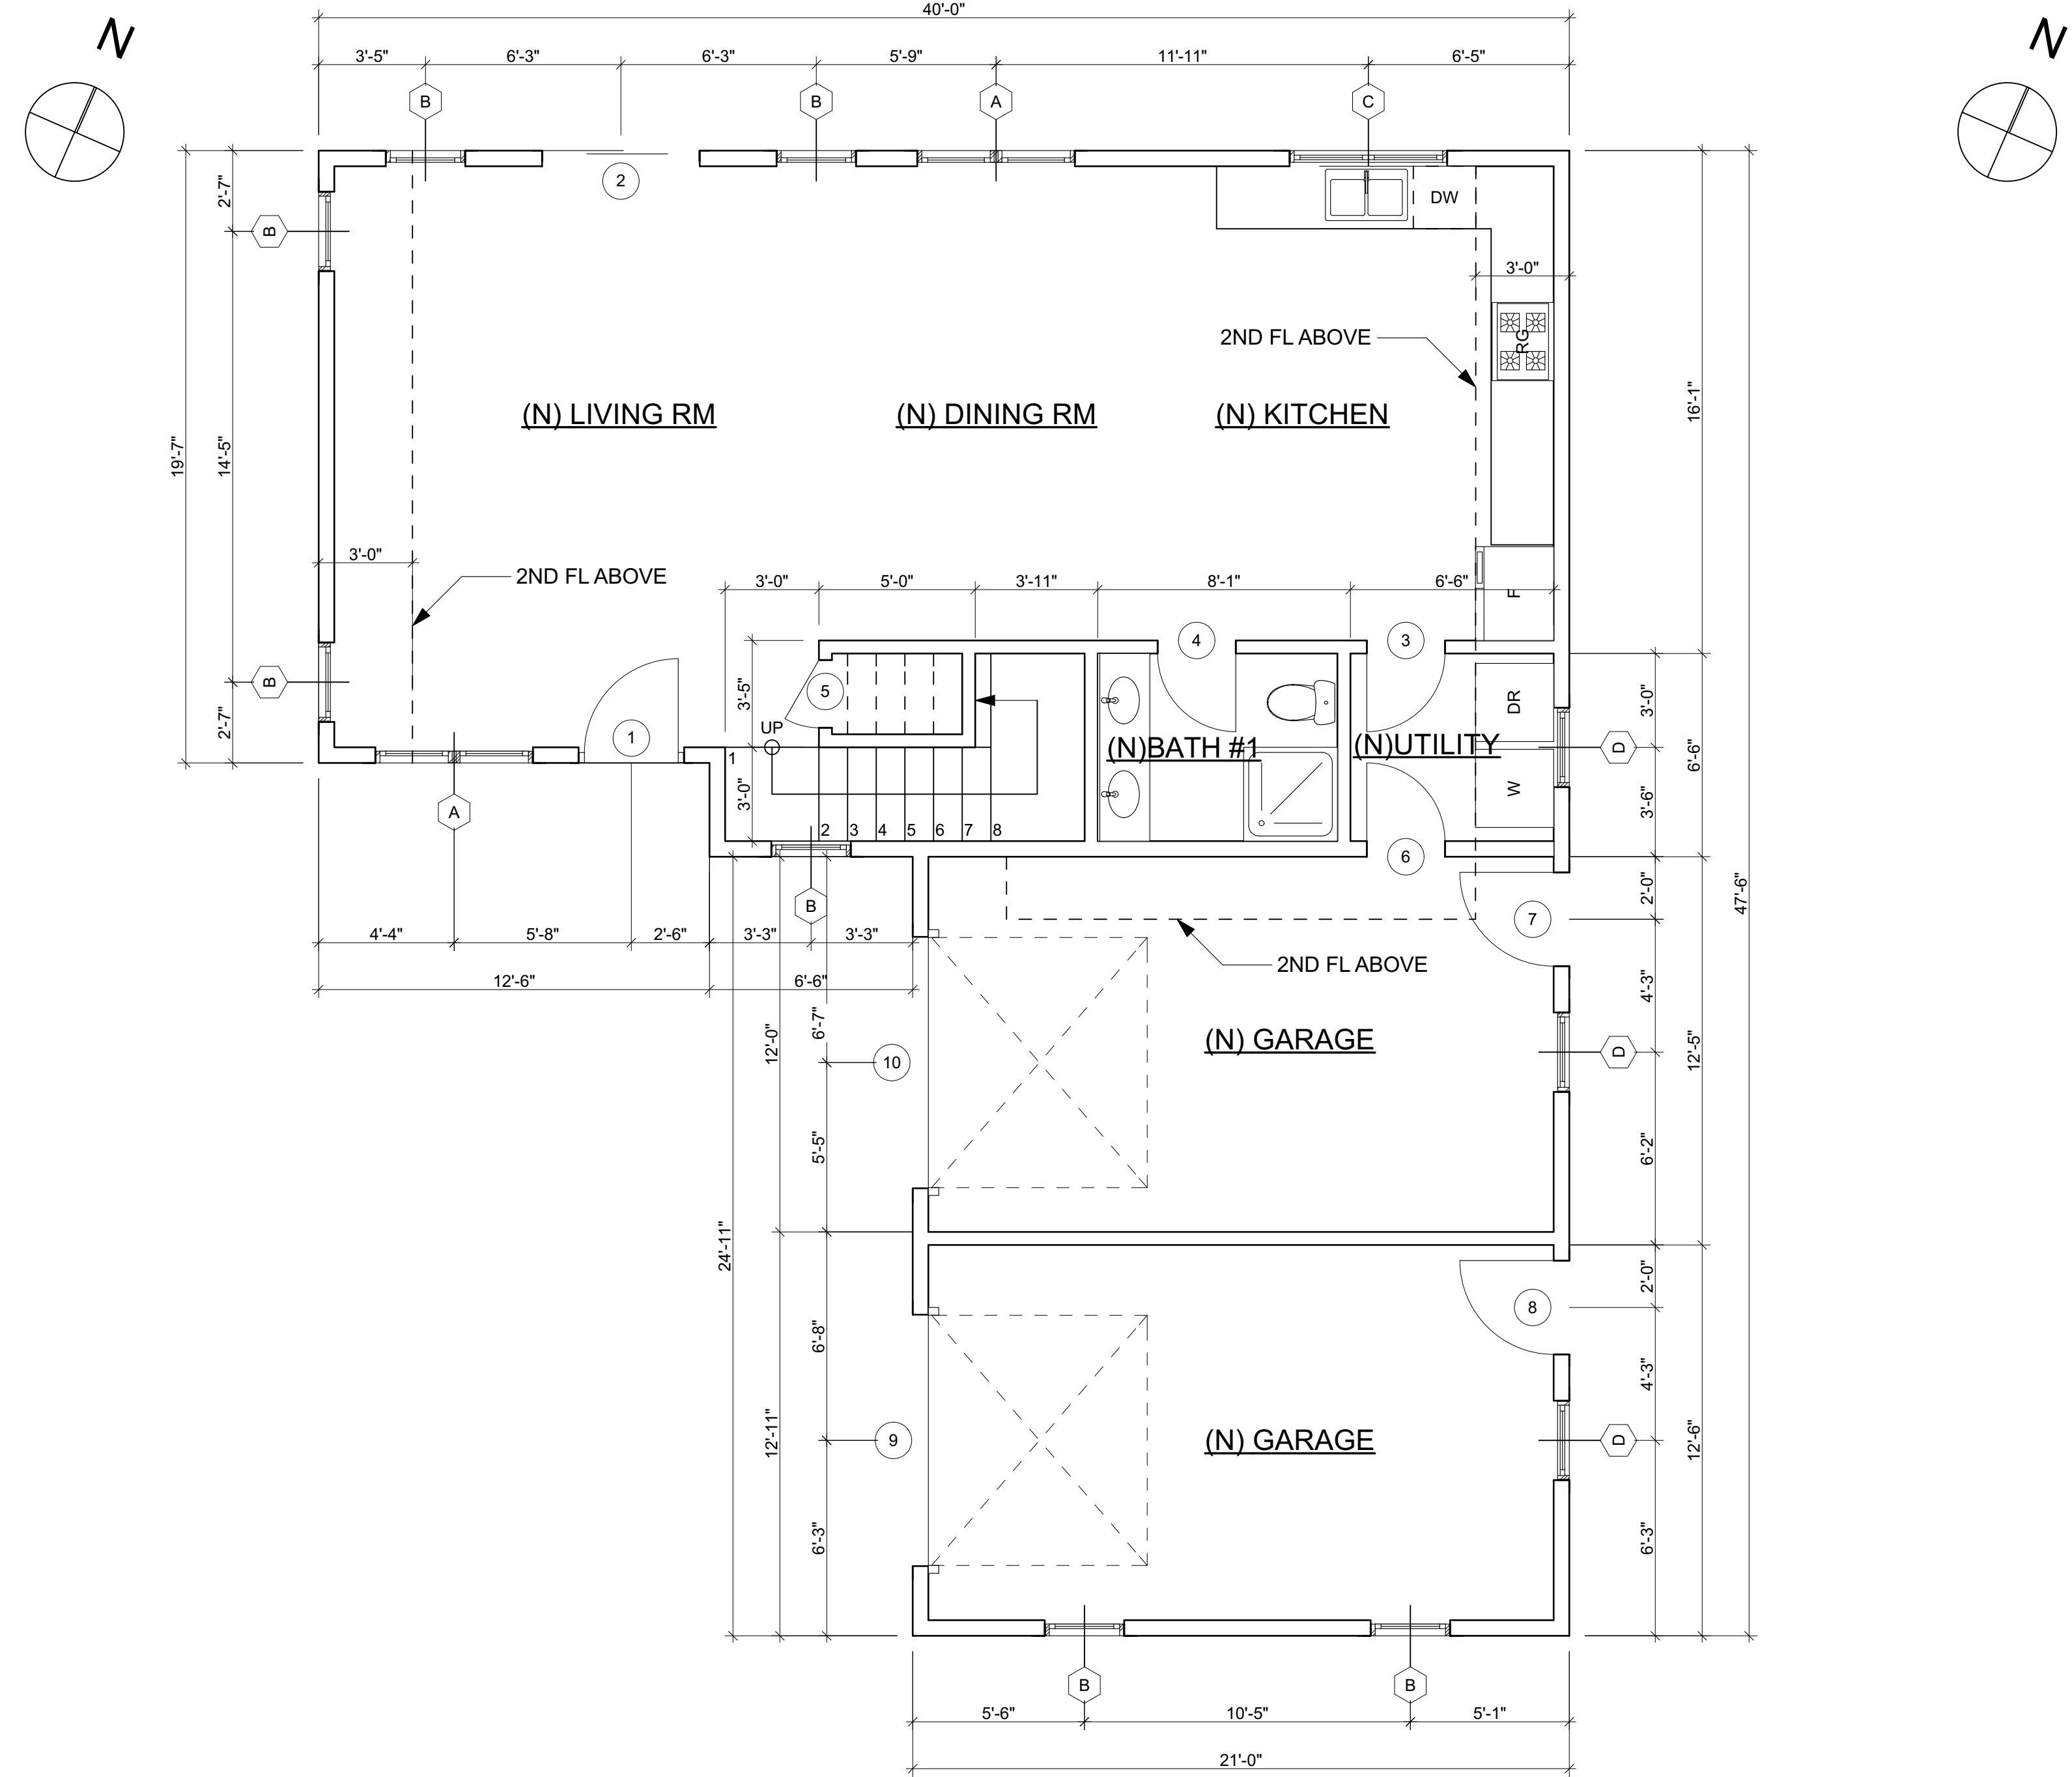 40'-0"
N
N
3'-5"
6'-3"
6'-3"
5'-9"
11'-11"
6'-5"
B
B
A
C
2
DW
2'-7"
B
3'-0"
RG
2ND FL ABOVE
(N) LIVING RM
(N) DINING RM
(N) KITCHEN
16'-1"
19'-7"
14'-5"
3'-0"
2ND FL ABOVE
3'-0"
5'-0"
3'-11"
8'-1"
6'-6"
F
4
3
B
2'-7"
3'-5"
5
DR
3'-0"
1
UP
1
(N)BATH #1
(N)UTILITY
D
6'-6"
A
3'-0"
W
3'-6"
2
3
4
5
6
7
8
6
B
2'-0"
47'-6"
7
4'-4"
5'-8"
2'-6"
3'-3"
3'-3"
2ND FL ABOVE
12'-6"
6'-6"
4'-3"
12'-0"
6'-7"
10
(N) GARAGE
D
12'-5"
5'-5"
6'-2"
24'-11"
2'-0"
8
6'-8"
4'-3"
12'-11"
9
(N) GARAGE
D
12'-6"
6'-3"
6'-3"
B
B
5'-6"
10'-5"
5'-1"
21'-0"